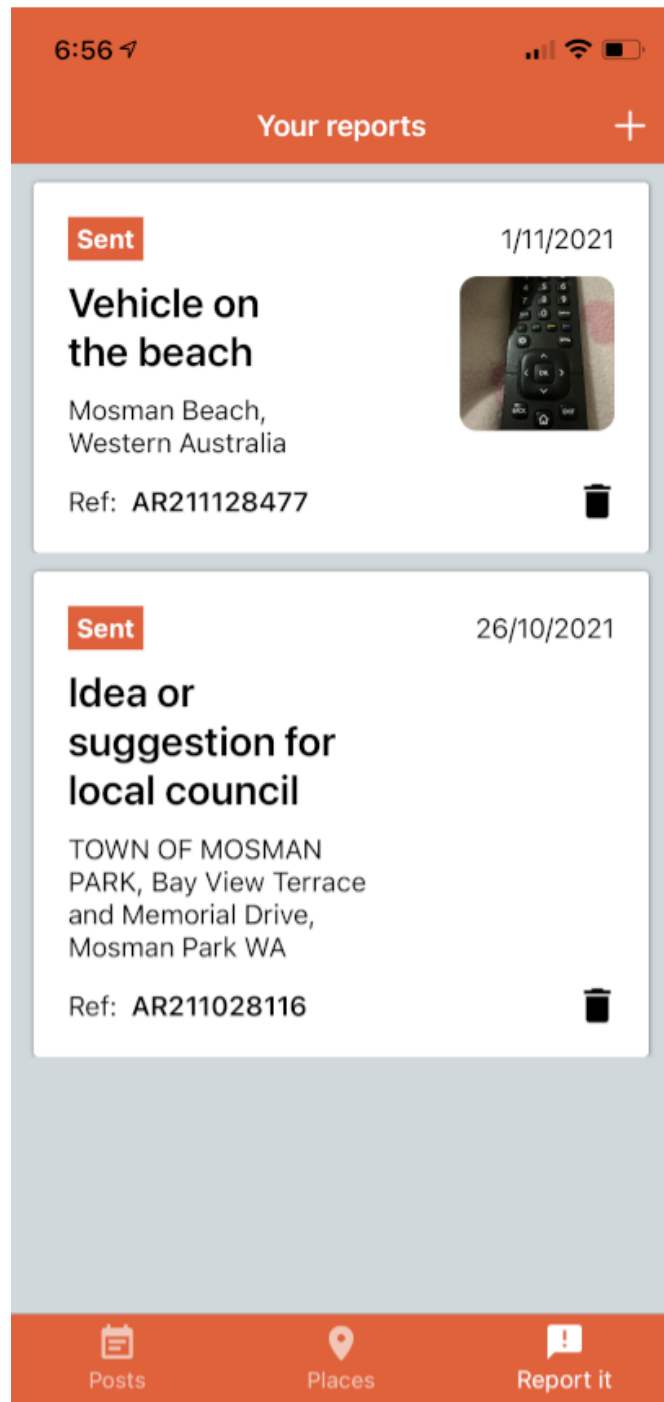 6:56
Your reports
Sent
1/11/2021
Vehicle on
the beach
Mosman Beach,
Western Australia
Ref: AR211128477
Sent
26/10/2021
Idea or
suggestion for
local council
TOWN OF MOSMAN
PARK, Bay View Terrace
and Memorial Drive,
Mosman Park WA
Ref: AR211028116
Posts
Places
Report it